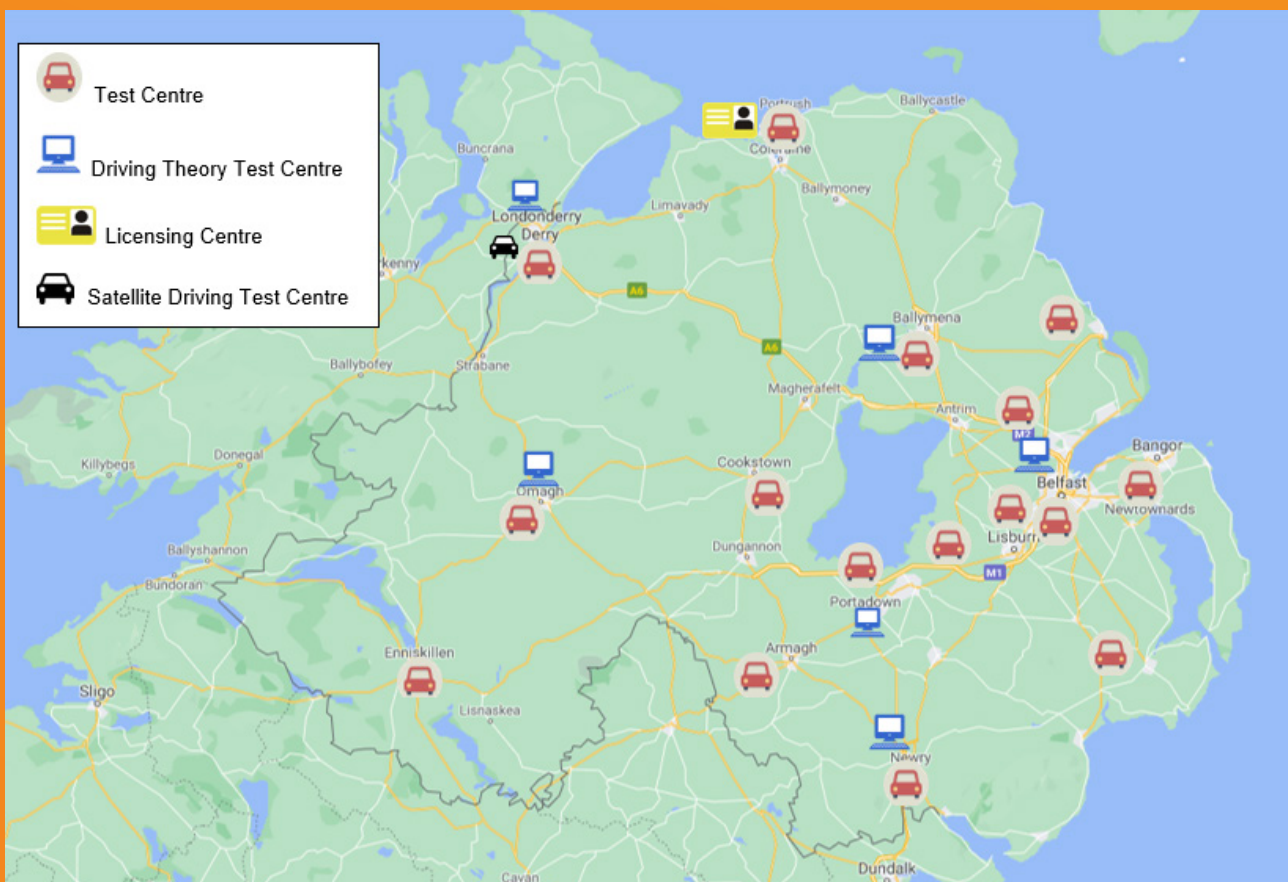 Test Centre
Driving Theory Test Centre
Licensing Centre
Satellite Driving Test Centre
Portrush
Ballycastle
Buncrana
Coleraine
Ballymoney
Londonderry
Derry
Limavady
A6
Ballymena
A6
Strabane
Ballybofey
Magherafelt
Antrim
M2
Bangor
Killybegs
Donegal
Cookstown
Omagh
Belfast
Newtownards
Lisburn
Ballyshannon
Dungannon
Bundoran
M1
Portadown
Enniskillen
Armagh
Sligo
Lisnaskea
Newry
Dundalk
Cavan